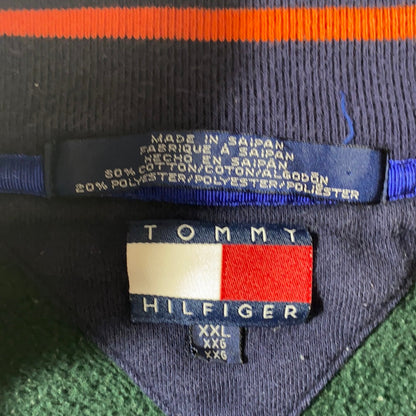 MADE IN SAIPAN
FABRIQUÉ À SAIPAN
HECHO EN SAIPÁN
80% COTTON/COTON/ALGODÓN
20% POLYESTER/POLYESTER/POLIÉSTER
TOMMY
HILFIGER
XXL
XXG
XXG